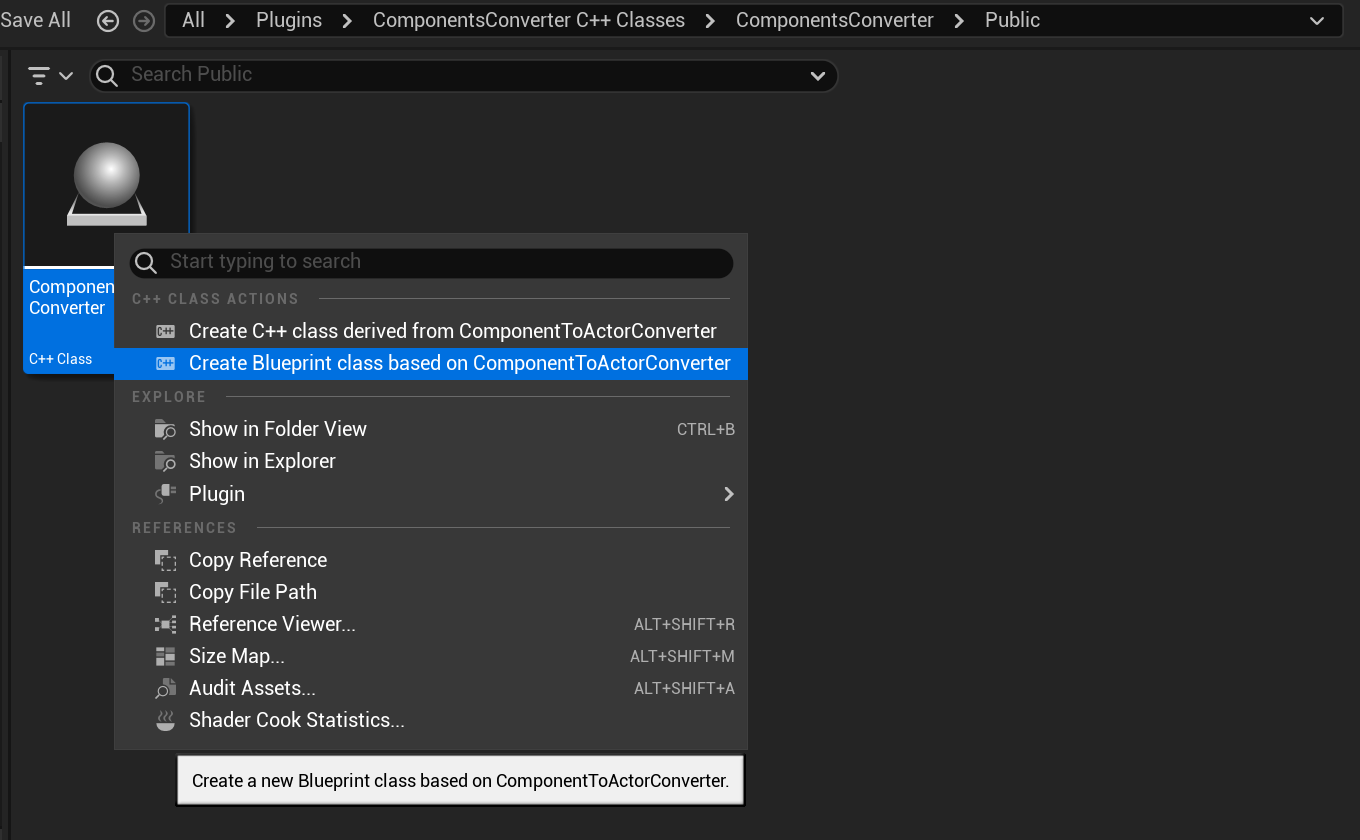 Save All
All
Plugins
ComponentsConverter C++ Classes
ComponentsConverter
Public
Search Public
Componen
Converter
C++ Class
Start typing to search
C++ CLASS ACTIONS
C++ Create C++ class derived from ComponentToActorConverter
C++ Create Blueprint class based on ComponentToActorConverter
EXPLORE
Show in Folder View CTRL+B
Show in Explorer
Plugin
REFERENCES
Copy Reference
Copy File Path
Reference Viewer... ALT+SHIFT+R
Size Map... ALT+SHIFT+M
Audit Assets... ALT+SHIFT+A
Shader Cook Statistics...
Create a new Blueprint class based on ComponentToActorConverter.